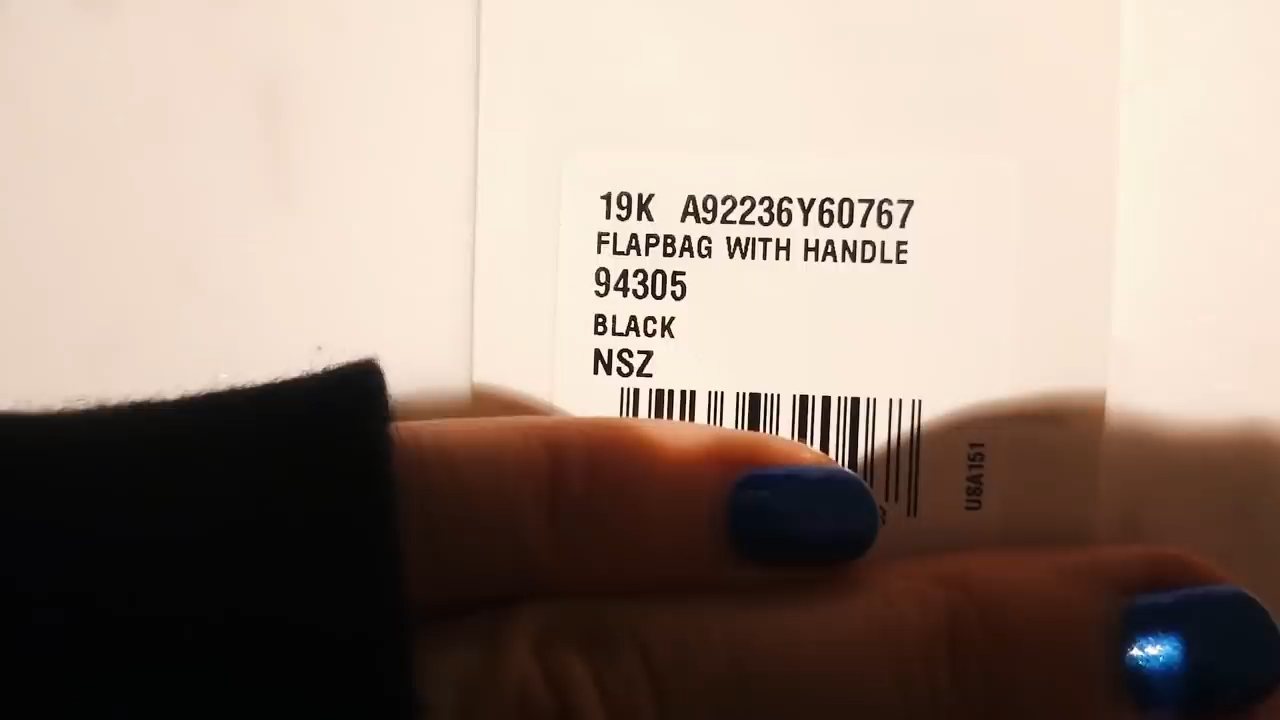 19K A92236Y60767
FLAPBAG WITH HANDLE
94305
BLACK
NSZ
USA151